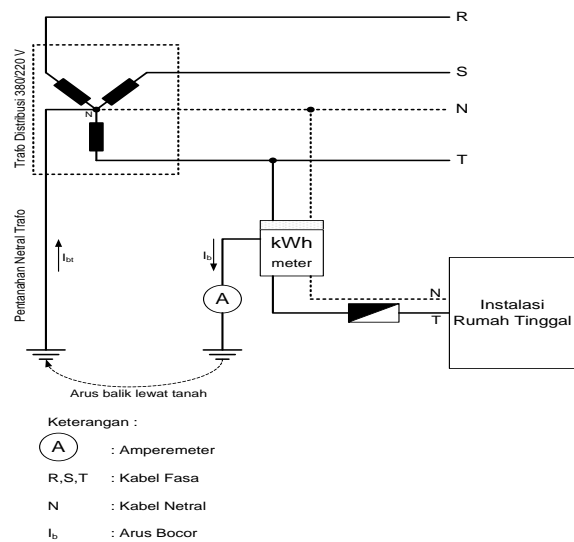 R
S
N
T
Trafo Distribusi 380/220 V
N
Pentanahan Netral Trafo
Ibt
Ib
kWh
meter
A
N
T
Instalasi
Rumah Tinggal
Arus balik lewat tanah
Keterangan :
A : Amperemeter
R,S,T : Kabel Fasa
N : Kabel Netral
Ib : Arus Bocor